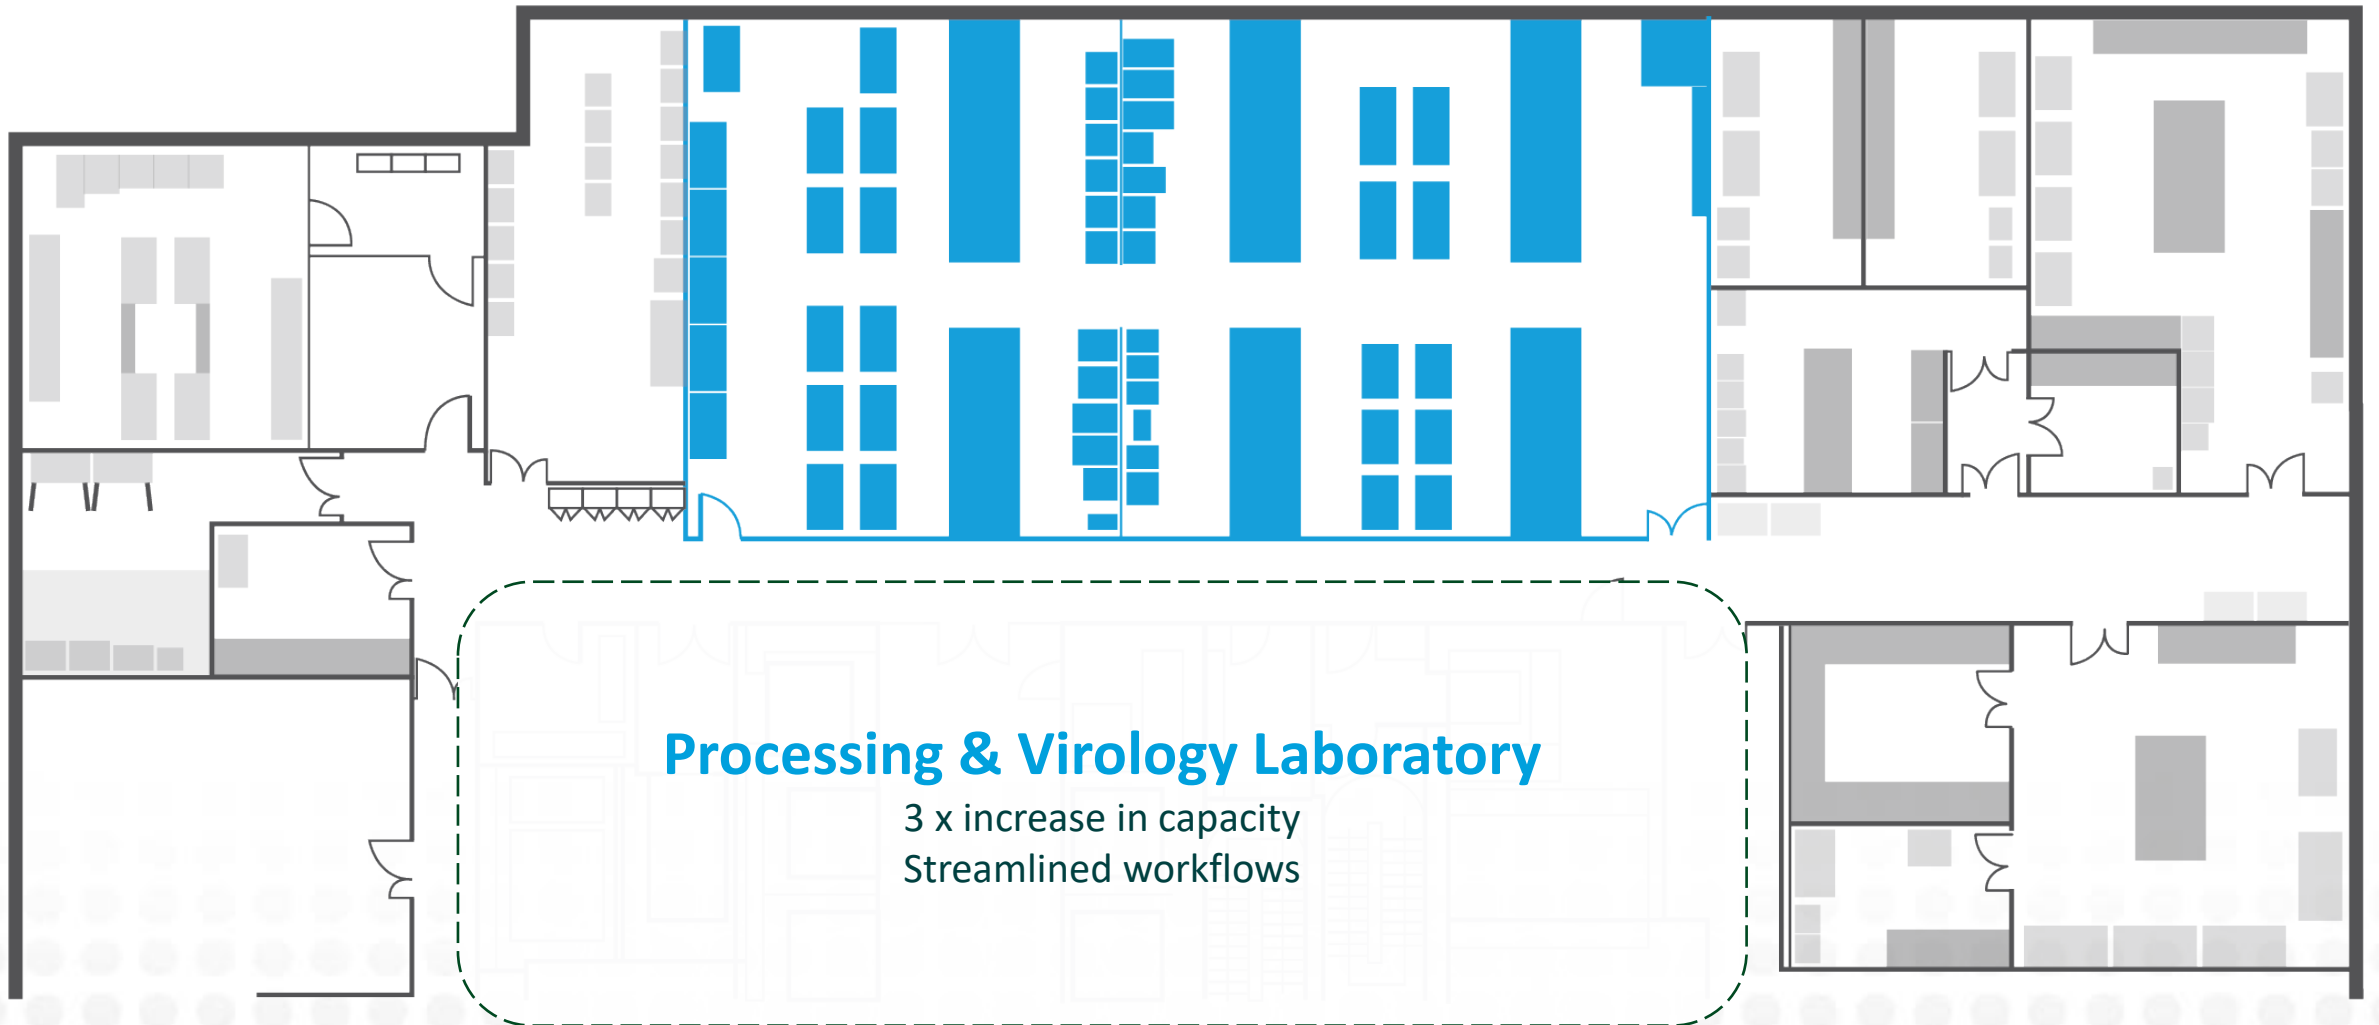 Processing & Virology Laboratory
3 x increase in capacity
Streamlined workflows